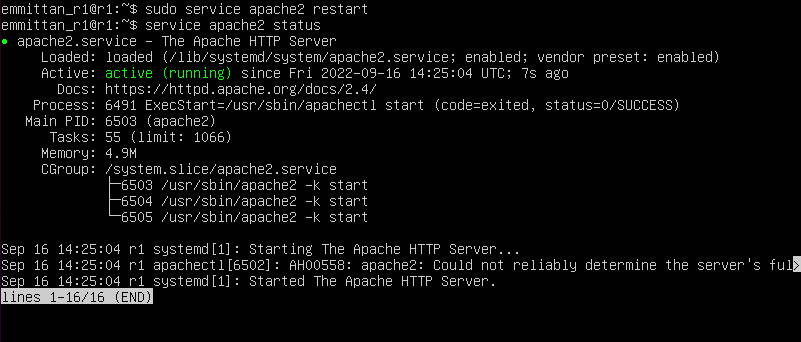 emmittan_r1@r1:~$ sudo service apache2 restart
emmittan_r1@r1:~$ service apache2 status
● apache2.service – The Apache HTTP Server
Loaded: loaded (/lib/systemd/system/apache2.service; enabled; vendor preset: enabled)
Active: active (running) since Fri 2022–09–16 14:25:04 UTC; 7s ago
Docs: https://httpd.apache.org/docs/2.4/
Process: 6491 ExecStart=/usr/sbin/apachectl start (code=exited, status=0/SUCCESS)
Main PID: 6503 (apache2)
Tasks: 55 (limit: 1066)
Memory: 4.9M
CGroup: /system.slice/apache2.service
├─6503 /usr/sbin/apache2 –k start
├─6504 /usr/sbin/apache2 –k start
└─6505 /usr/sbin/apache2 –k start
Sep 16 14:25:04 r1 systemd[1]: Starting The Apache HTTP Server...
Sep 16 14:25:04 r1 apachectl[6502]: AH00558: apache2: Could not reliably determine the server's ful>
Sep 16 14:25:04 r1 systemd[1]: Started The Apache HTTP Server.
lines 1–16/16 (END)